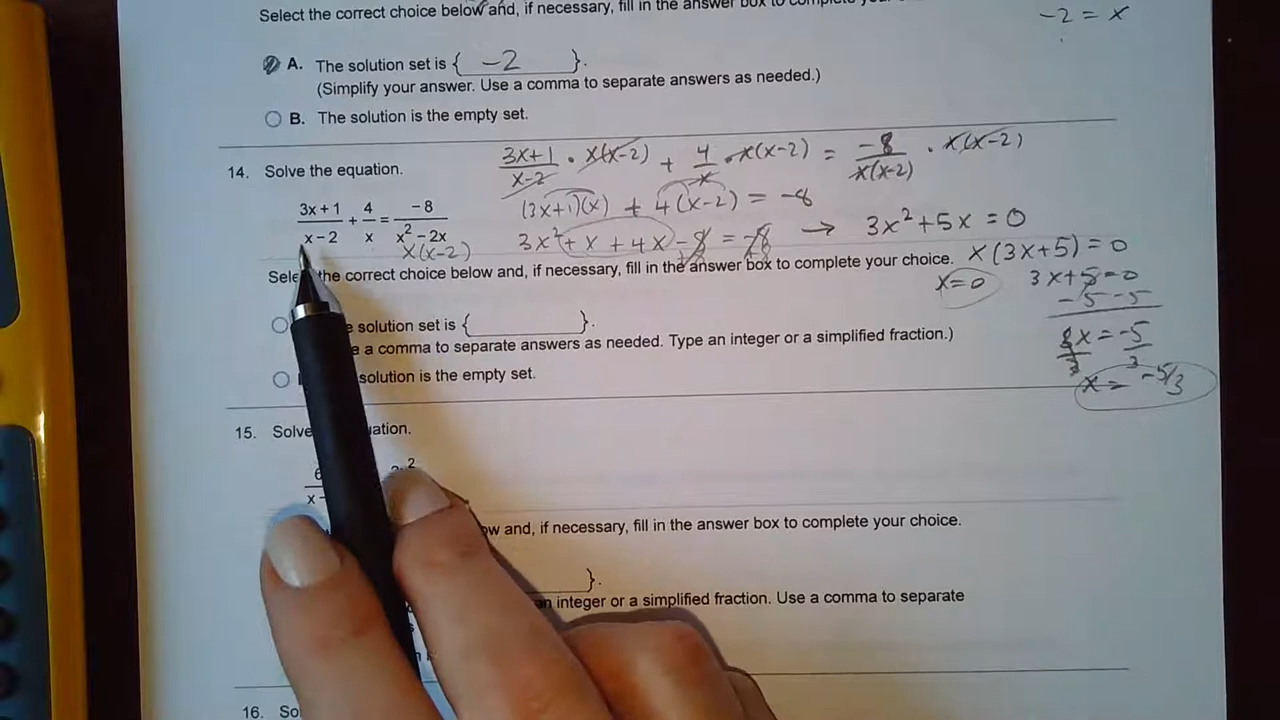 Select the correct choice below and, if necessary, fill in the answer box to complete
-2 = x
A. The solution set is { -2 }.
(Simplify your answer. Use a comma to separate answers as needed.)
B. The solution is the empty set.
14. Solve the equation.
(3x+1)/(x-2) • x(x-2) + 4/x • x(x-2) = -8/(x(x-2)) • x(x-2)
(3x+1)/(x-2) + 4/x = -8/(x²-2x)
x(x-2)
(3x+1)(x) + 4(x-2) = -8
3x² + x + 4x - 8 = -8 → 3x² + 5x = 0
Select the correct choice below and, if necessary, fill in the answer box to complete your choice.
x(3x+5) = 0
x=0 3x+5=0
-5 -5
3x = -5
3 3
x = -5/3
solution set is { }.
a comma to separate answers as needed. Type an integer or a simplified fraction.)
solution is the empty set.
15. Solve
6
x-
2
and, if necessary, fill in the answer box to complete your choice.
}.
integer or a simplified fraction. Use a comma to separate
16. So